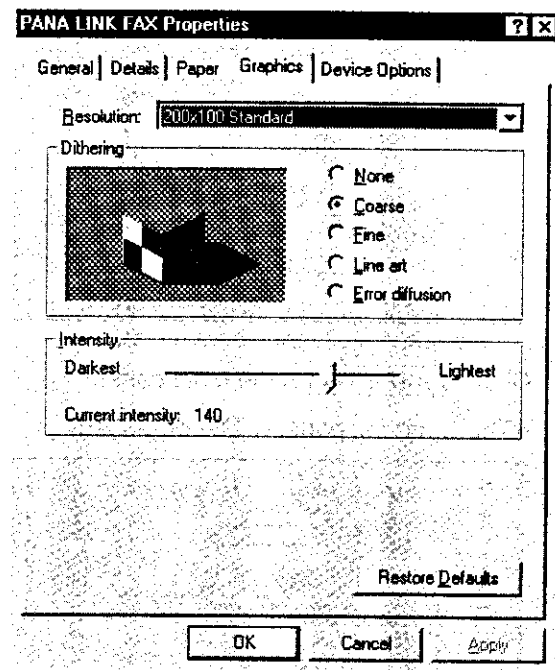 PANA LINK FAX Properties
General Details Paper Graphics Device Options
Resolution: 200x100 Standard
Dithering
None
Coarse
Fine
Line art
Error diffusion
Intensity
Darkest Lightest
Current intensity: 140
Restore Defaults
OK Cancel Apply